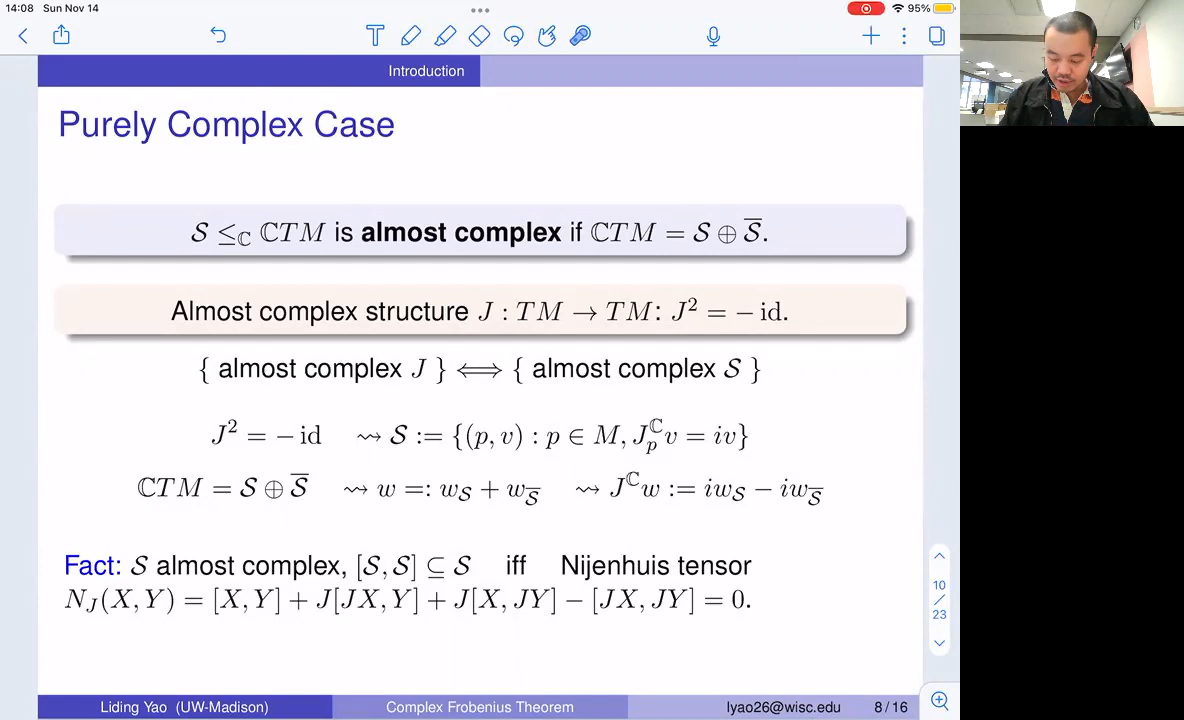 14:08 Sun Nov 14
95%
Introduction
Purely Complex Case
𝒮 ≤_ℂ ℂTM is almost complex if ℂTM = 𝒮 ⊕ 𝒮̅.
Almost complex structure J : TM → TM: J² = − id.
{ almost complex J } ⟺ { almost complex 𝒮 }
J² = − id ⇝ 𝒮 := {(p, v) : p ∈ M, J_p^ℂ v = iv}
ℂTM = 𝒮 ⊕ 𝒮̅ ⇝ w =: w_𝒮 + w_𝒮̅ ⇝ J^ℂ w := iw_𝒮 − iw_𝒮̅
Fact: 𝒮 almost complex, [𝒮, 𝒮] ⊆ 𝒮 iff Nijenhuis tensor
N_J(X, Y) = [X, Y] + J[JX, Y] + J[X, JY] − [JX, JY] = 0.
10
/
23
Liding Yao (UW-Madison) Complex Frobenius Theorem lyao26@wisc.edu 8 / 16